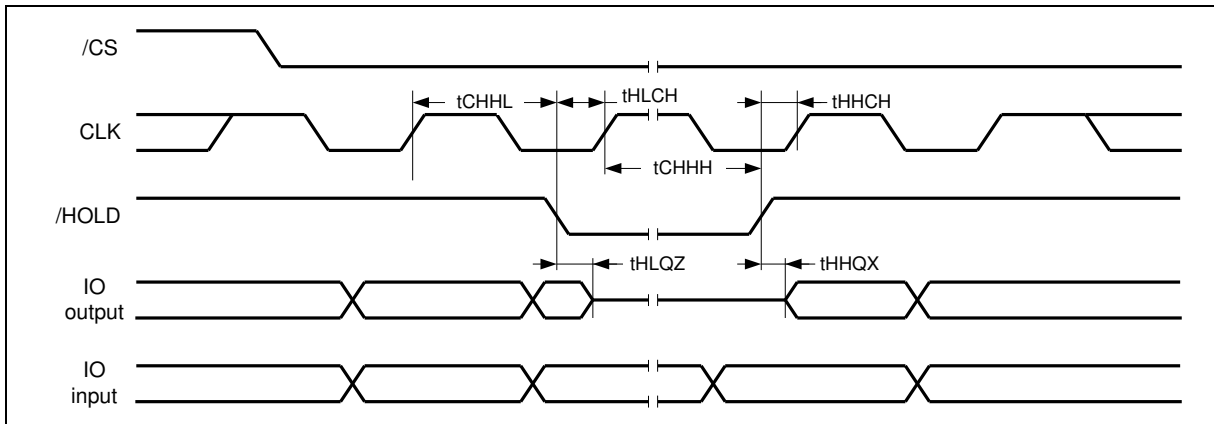 /CS
tCHHL
tHLCH
tHHCH
CLK
tCHHH
/HOLD
tHLQZ
tHHQX
IO
output
IO
input